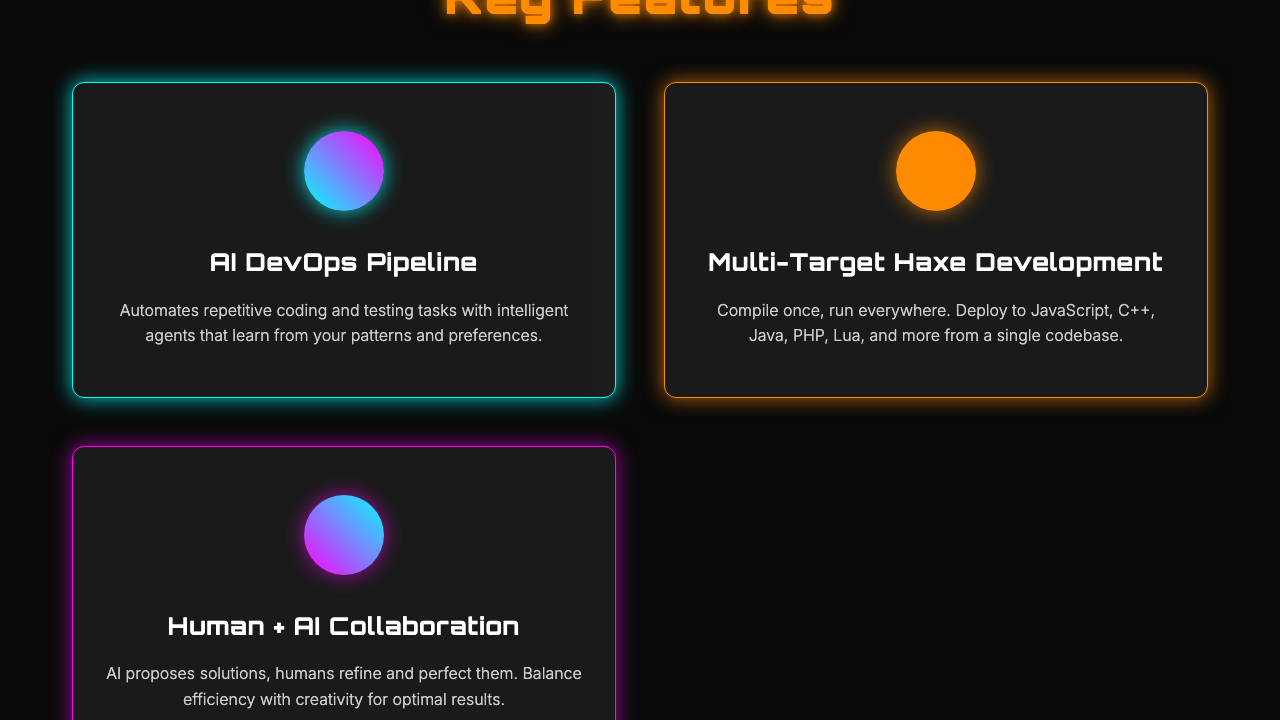 Key Features
AI DevOps Pipeline
Automates repetitive coding and testing tasks with intelligent
agents that learn from your patterns and preferences.
Multi-Target Haxe Development
Compile once, run everywhere. Deploy to JavaScript, C++,
Java, PHP, Lua, and more from a single codebase.
Human + AI Collaboration
AI proposes solutions, humans refine and perfect them. Balance
efficiency with creativity for optimal results.